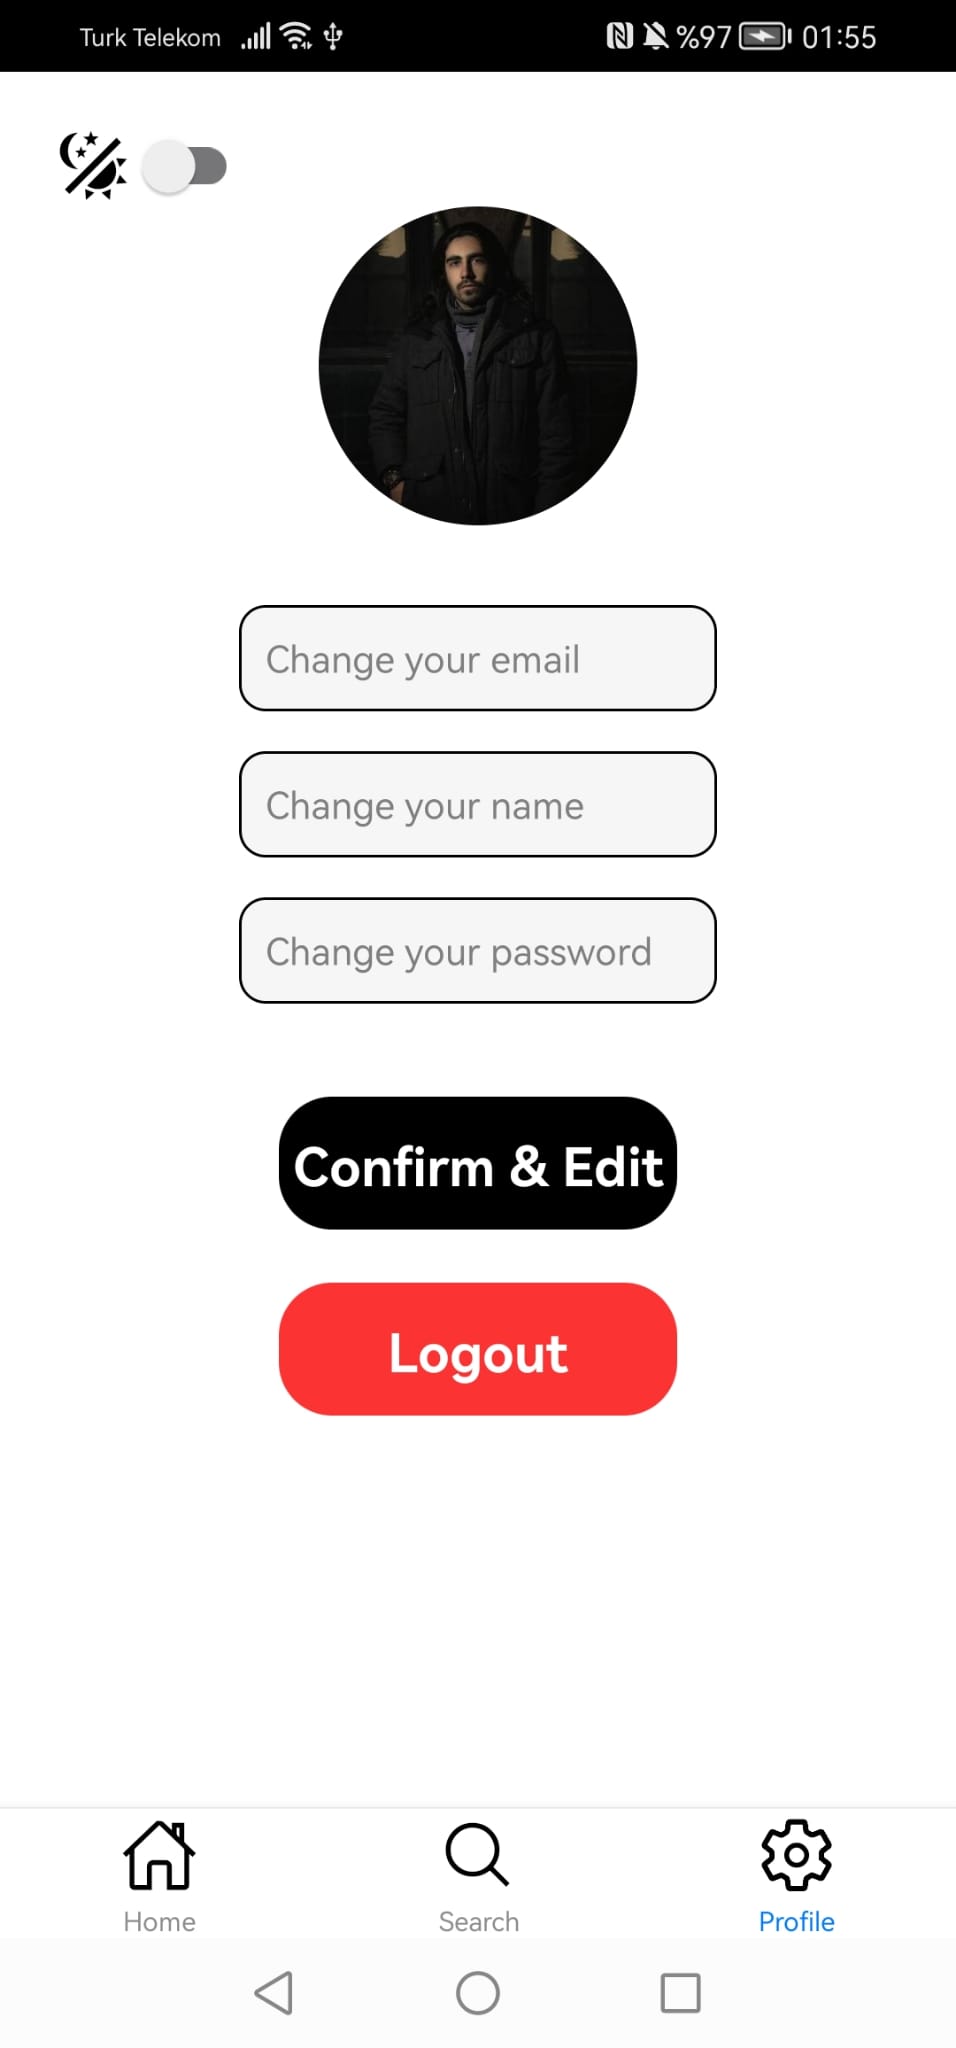 Turk Telekom %97 01:55
Change your email
Change your name
Change your password
Confirm & Edit
Logout
Home Search Profile